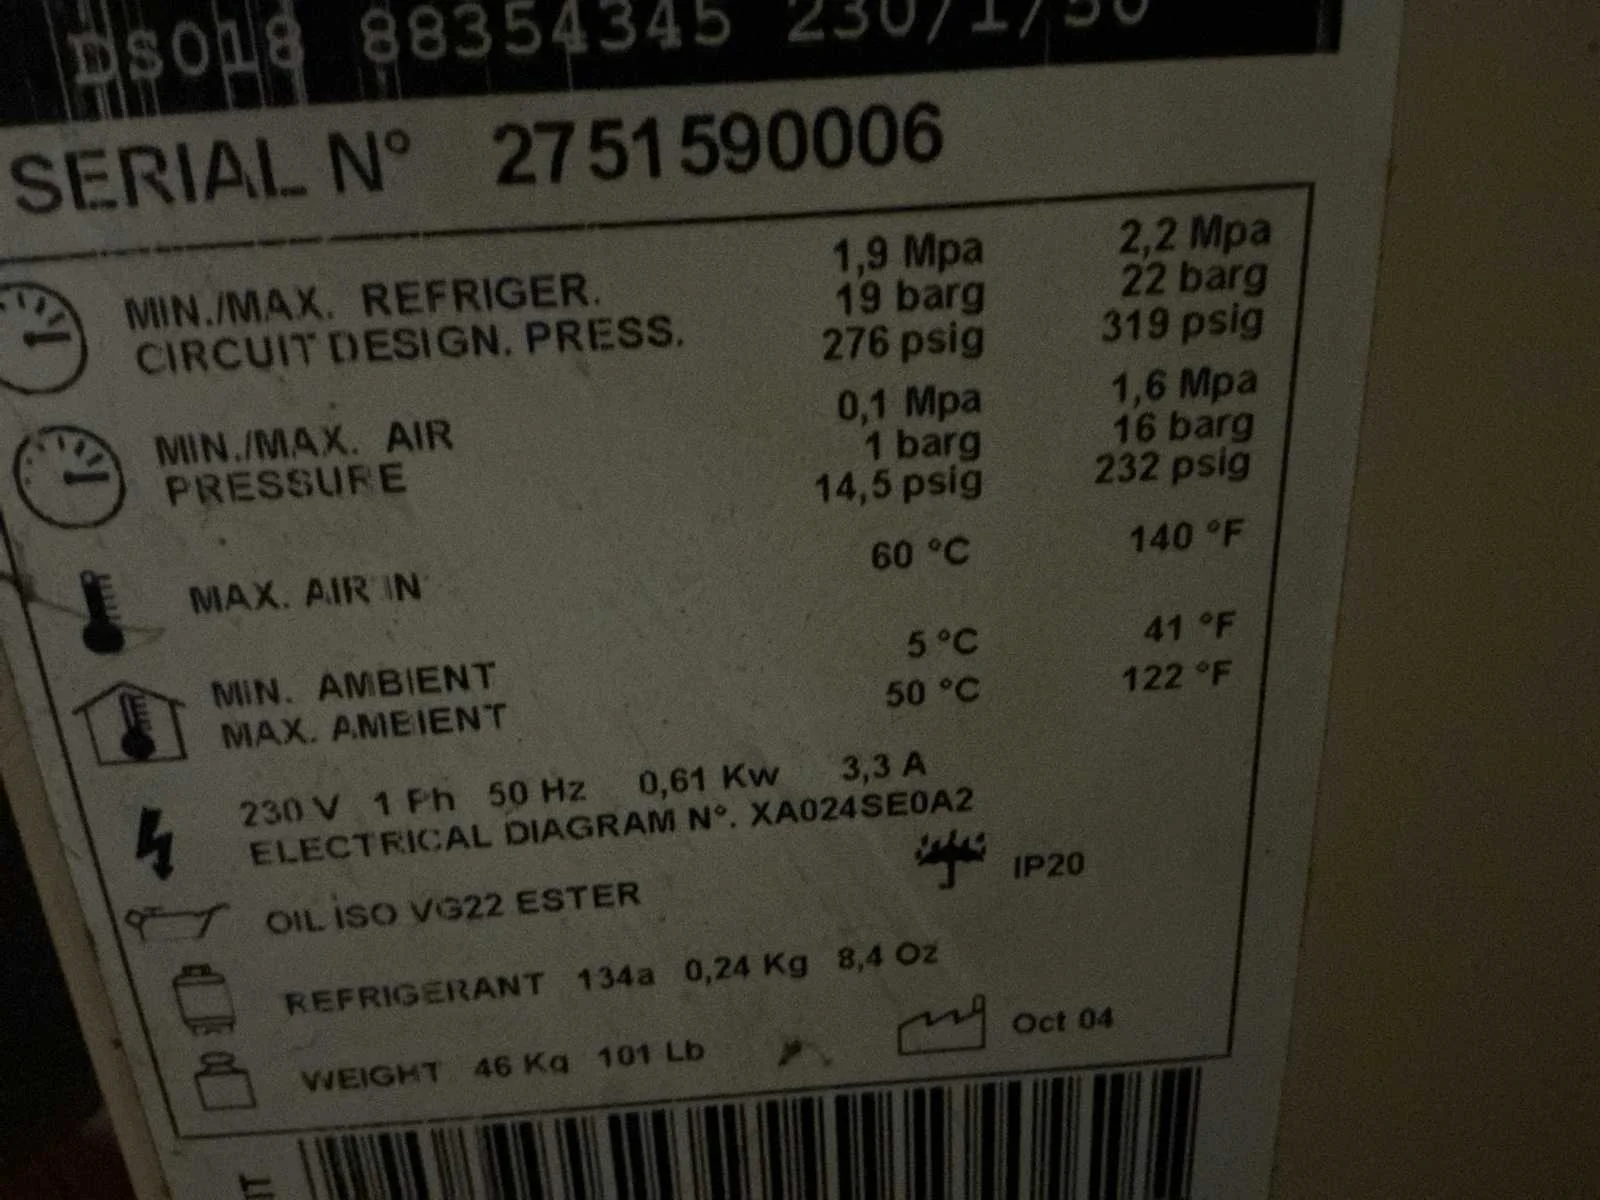 DS018 88354345 230/1/50
SERIAL N° 2751590006
MIN./MAX. REFRIGER. CIRCUIT DESIGN. PRESS.
1,9 Mpa 2,2 Mpa
19 barg 22 barg
276 psig 319 psig
MIN./MAX. AIR PRESSURE
0,1 Mpa 1,6 Mpa
1 barg 16 barg
14,5 psig 232 psig
MAX. AIR IN 60 °C 140 °F
MIN. AMBIENT 5 °C 41 °F
MAX. AMBIENT 50 °C 122 °F
230 V 1 Ph 50 Hz 0,61 Kw 3,3 A
ELECTRICAL DIAGRAM N°. XA024SE0A2
OIL ISO VG22 ESTER IP20
REFRIGERANT 134a 0,24 Kg 8,4 Oz
WEIGHT 46 Kg 101 Lb Oct 04